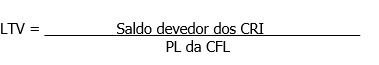 LTV = Saldo devedor dos CRI
PL da CFL